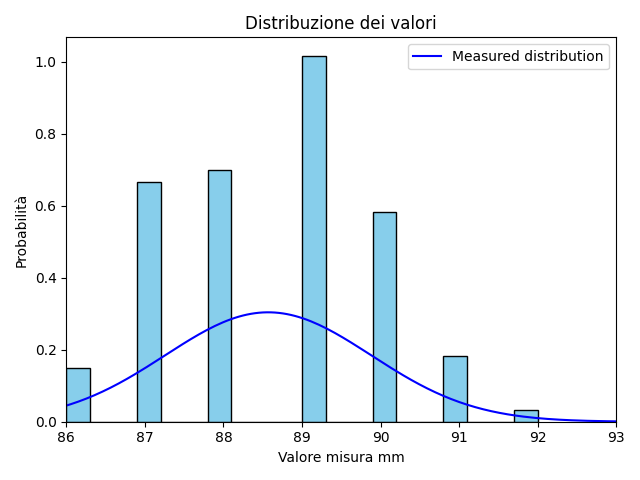 Distribuzione dei valori
Measured distribution
Probabilità
1.0
0.8
0.6
0.4
0.2
0.0
86 87 88 89 90 91 92 93
Valore misura mm